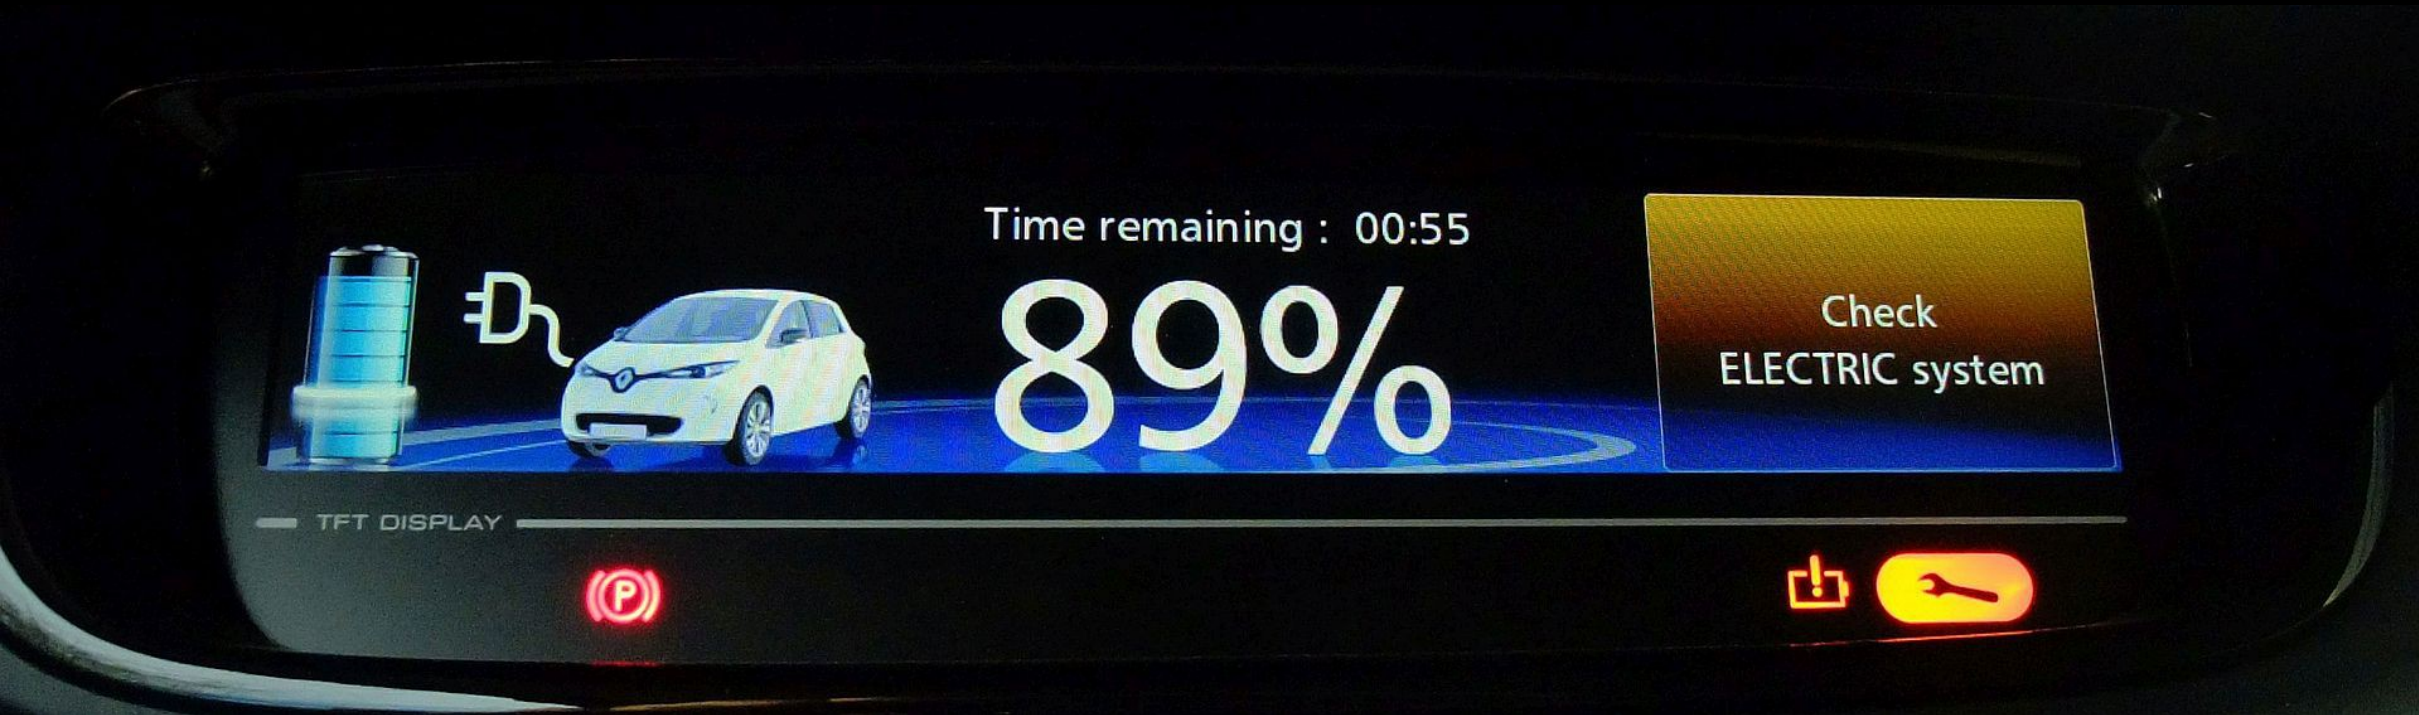 Time remaining : 00:55
89%
Check
ELECTRIC system
TFT DISPLAY
P